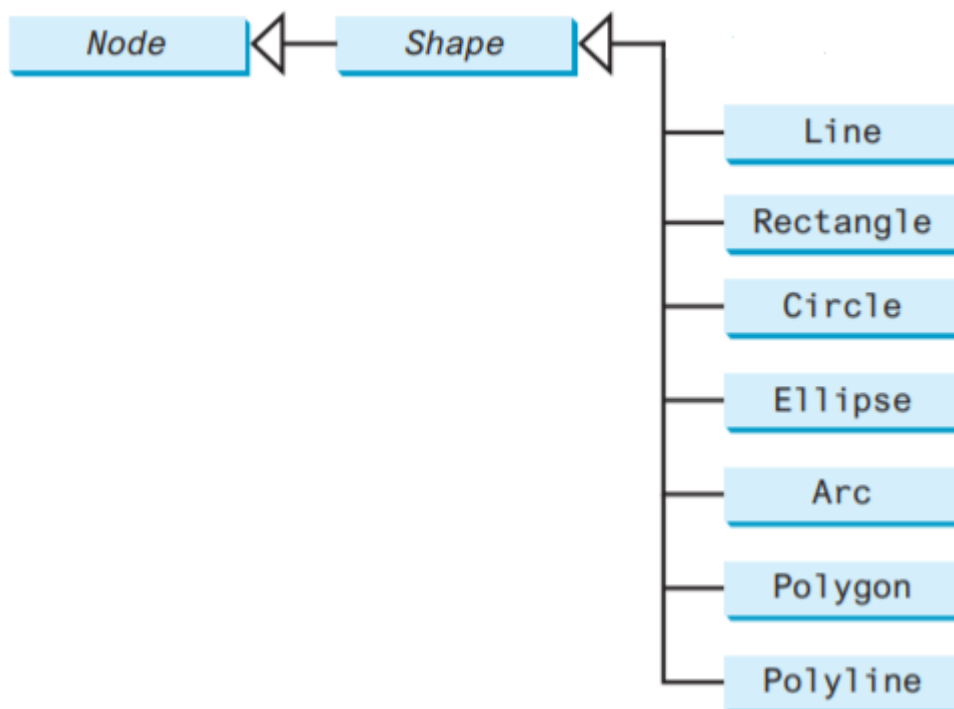 Node
Shape
Line
Rectangle
Circle
Ellipse
Arc
Polygon
Polyline